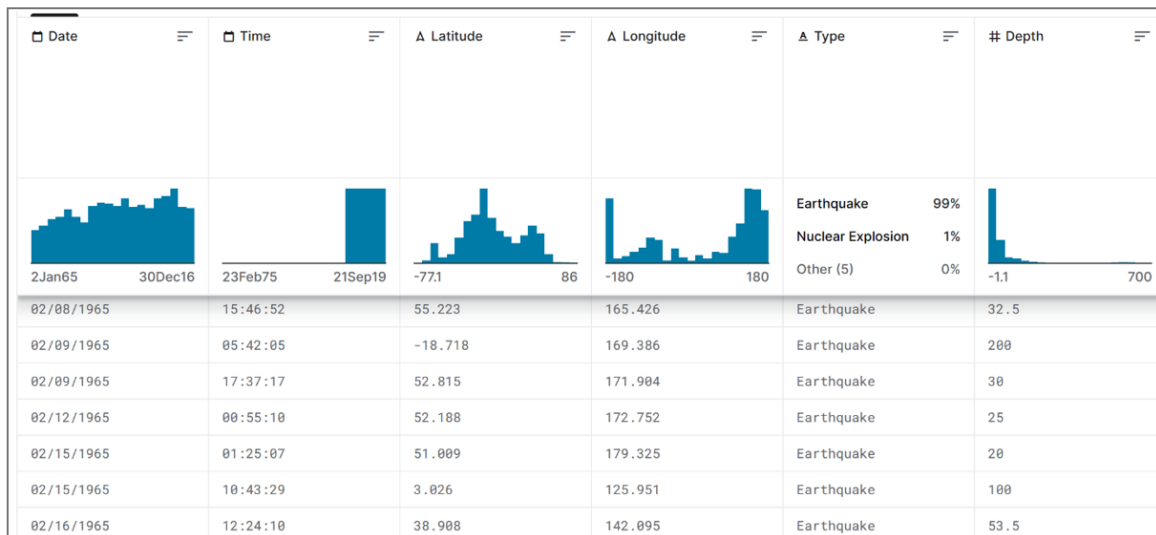 Date Time Latitude Longitude Type # Depth
Earthquake 99%
Nuclear Explosion 1%
Other (5) 0%
2Jan65 30Dec16 23Feb75 21Sep19 -77.1 86 -180 180 -1.1 700
02/08/1965 15:46:52 55.223 165.426 Earthquake 32.5
02/09/1965 05:42:05 -18.718 169.386 Earthquake 200
02/09/1965 17:37:17 52.815 171.904 Earthquake 30
02/12/1965 00:55:10 52.188 172.752 Earthquake 25
02/15/1965 01:25:07 51.009 179.325 Earthquake 20
02/15/1965 10:43:29 3.026 125.951 Earthquake 100
02/16/1965 12:24:10 38.908 142.095 Earthquake 53.5